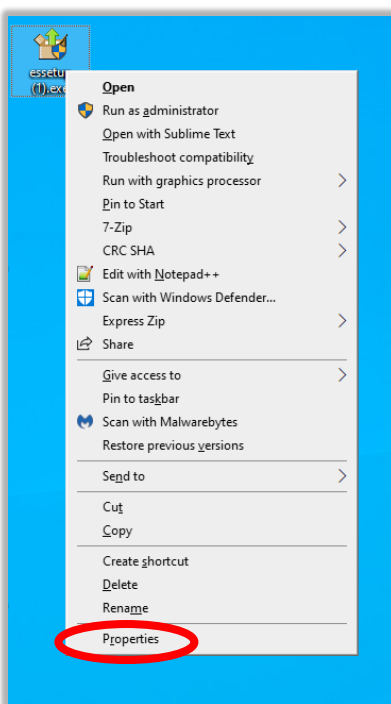 essetu
(1).exe
Open
Run as administrator
Open with Sublime Text
Troubleshoot compatibility
Run with graphics processor
Pin to Start
7-Zip
CRC SHA
Edit with Notepad++
Scan with Windows Defender...
Express Zip
Share
Give access to
Pin to taskbar
Scan with Malwarebytes
Restore previous versions
Send to
Cut
Copy
Create shortcut
Delete
Rename
Properties